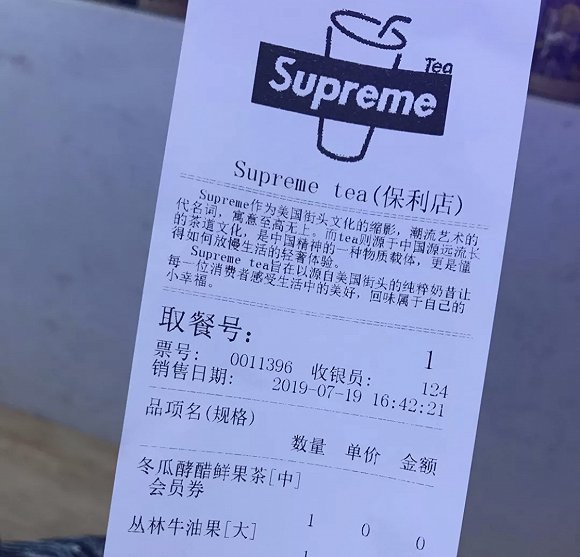 Tea
Supreme
Supreme tea(保利店)
Supreme作为美国街头文化的缩影，潮流艺术的
代名词，寓意至高无上。而tea则源于中国源远流长
的茶道文化，是中国精神的一种物质载体，更是懂
得如何放慢生活的轻奢体验。
Supreme tea旨在以源自美国街头的纯粹奶昔让
每一位消费者感受生活中的美好，回味属于自己的
小幸福。
取餐号： 1
票号： 0011396 收银员： 124
销售日期： 2019-07-19 16:42:21
品项名(规格)
数量 单价 金额
冬瓜酵醋鲜果茶[中]
会员券 1 0 0
丛林牛油果[大]